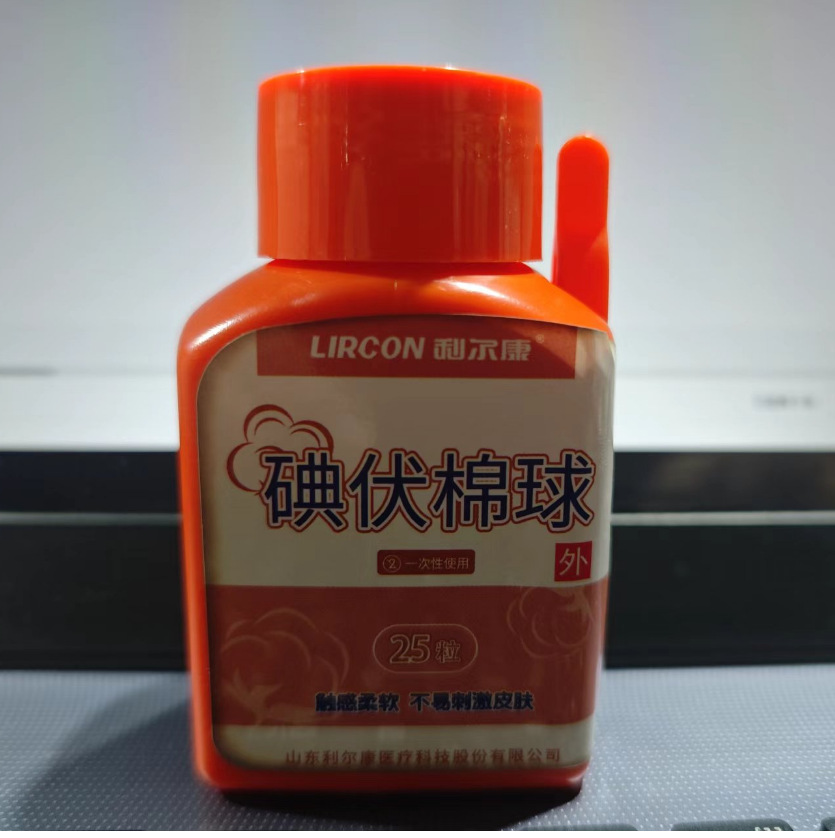 LIRCON 利尔康®
碘伏棉球
② 一次性使用
外
25粒
触感柔软 不易刺激皮肤
山东利尔康医疗科技股份有限公司